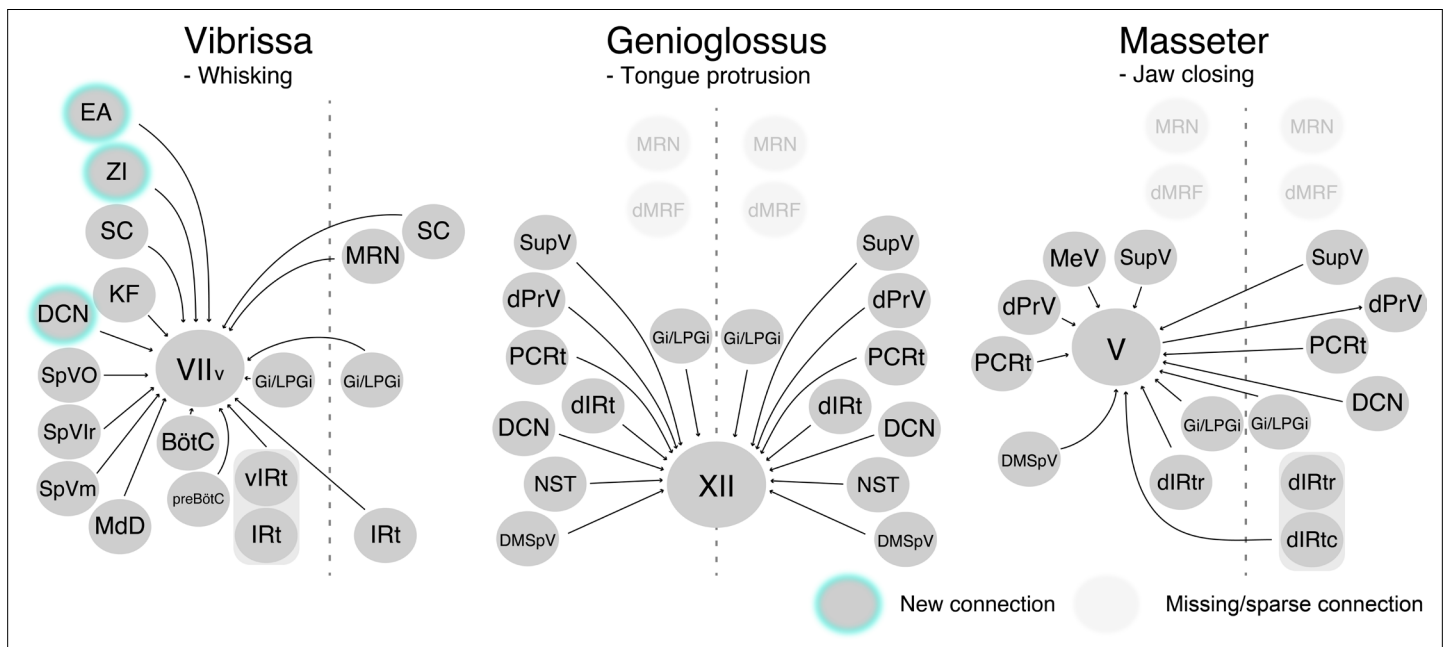 Vibrissa
- Whisking
EA
ZI
SC
KF
DCN
SpVO
SpVIr
SpVm
MdD
BötC
preBötC
vIRt
IRt
VIIv
Gi/LPGi
Gi/LPGi
SC
MRN
IRt
Genioglossus
- Tongue protrusion
MRN
MRN
dMRF
dMRF
SupV
SupV
dPrV
dPrV
Gi/LPGi
Gi/LPGi
PCRt
PCRt
dIRt
dIRt
DCN
DCN
NST
XII
NST
DMSpV
DMSpV
Masseter
- Jaw closing
MRN
MRN
dMRF
dMRF
MeV
SupV
SupV
dPrV
dPrV
V
PCRt
PCRt
DCN
Gi/LPGi
Gi/LPGi
DMSpV
dIRtr
dIRtr
dIRtc
New connection
Missing/sparse connection